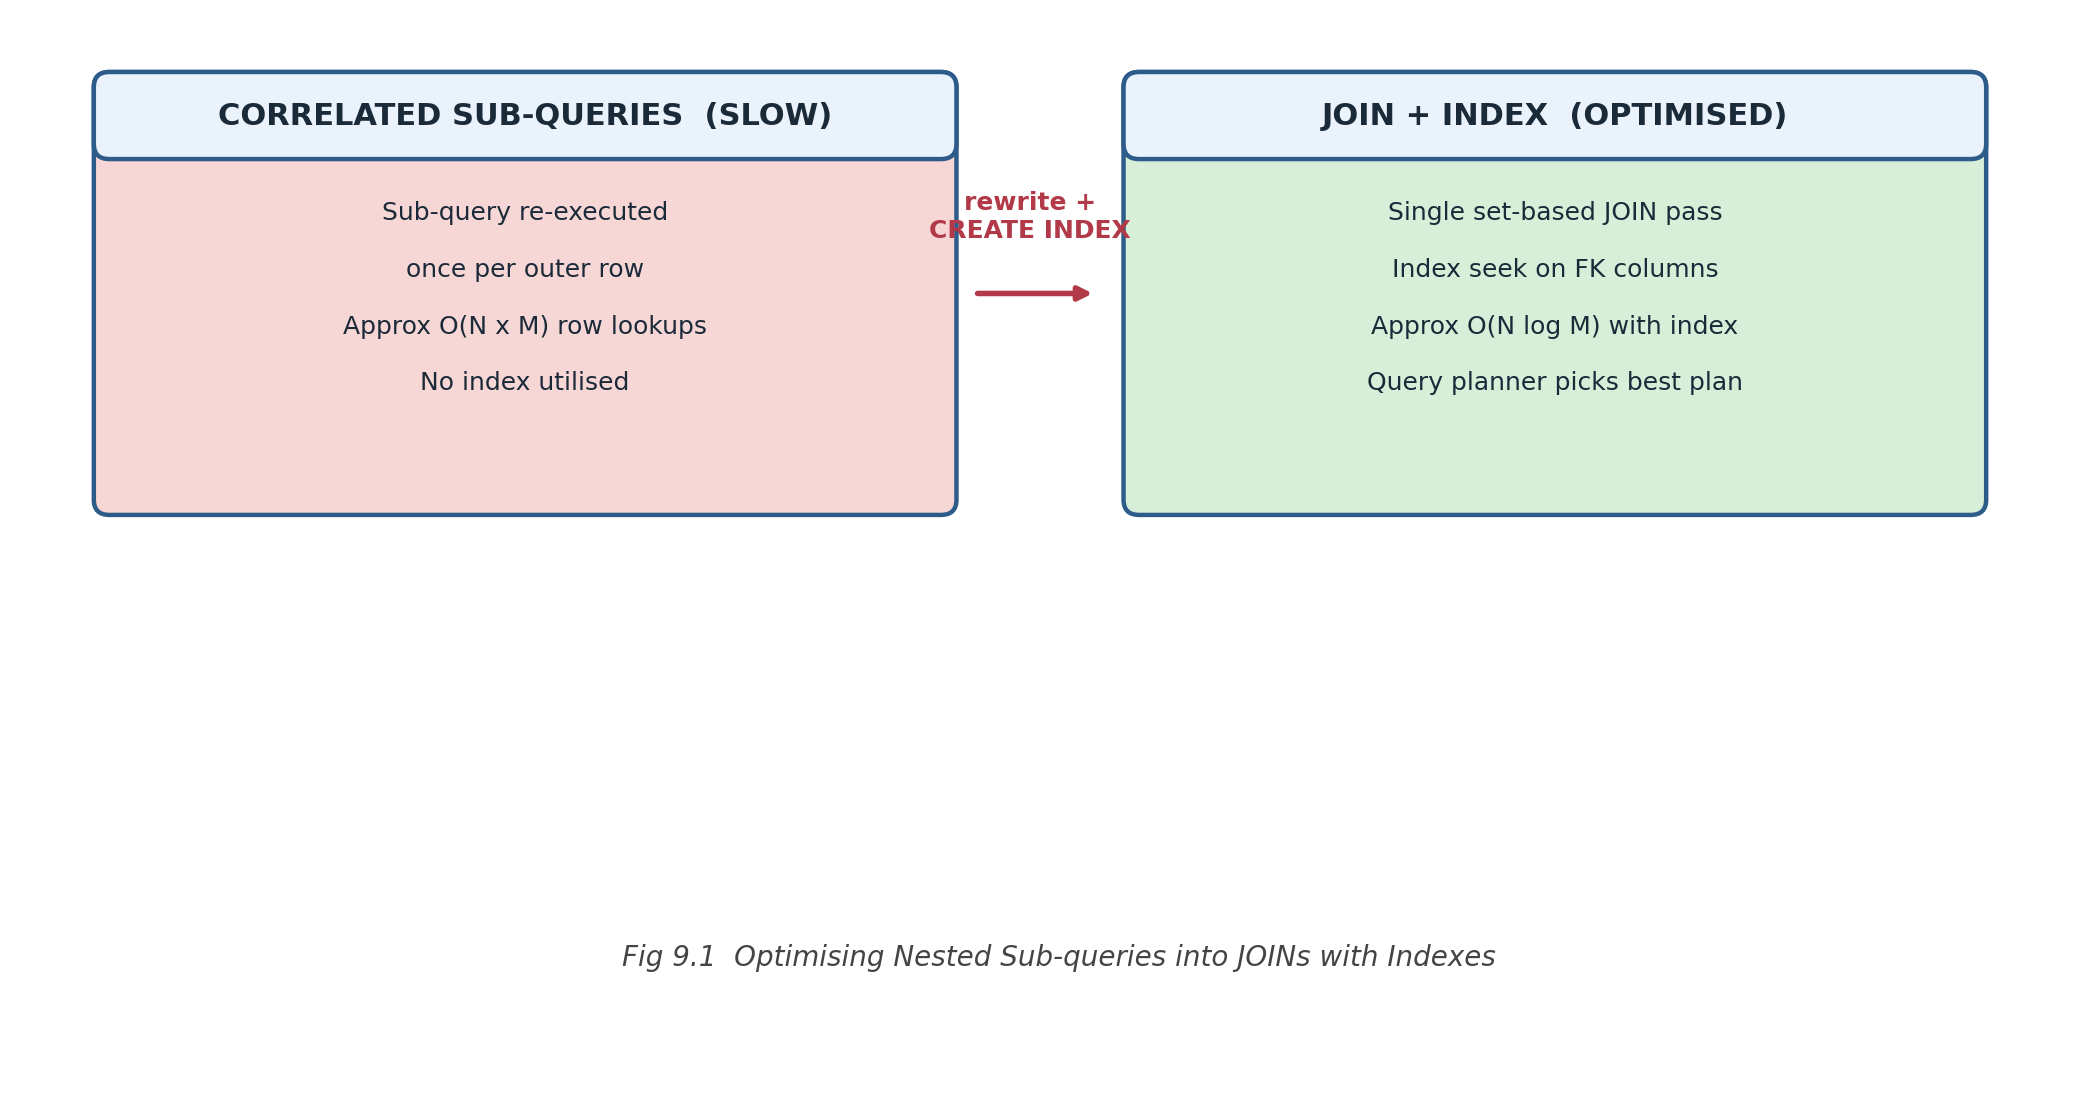 CORRELATED SUB-QUERIES (SLOW)
Sub-query re-executed
once per outer row
Approx O(N x M) row lookups
No index utilised
rewrite +
CREATE INDEX
JOIN + INDEX (OPTIMISED)
Single set-based JOIN pass
Index seek on FK columns
Approx O(N log M) with index
Query planner picks best plan
Fig 9.1 Optimising Nested Sub-queries into JOINs with Indexes